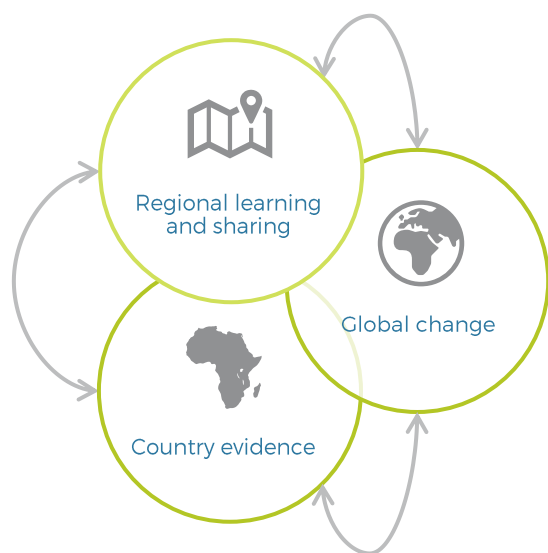 Regional learning
and sharing
Global change
Country evidence